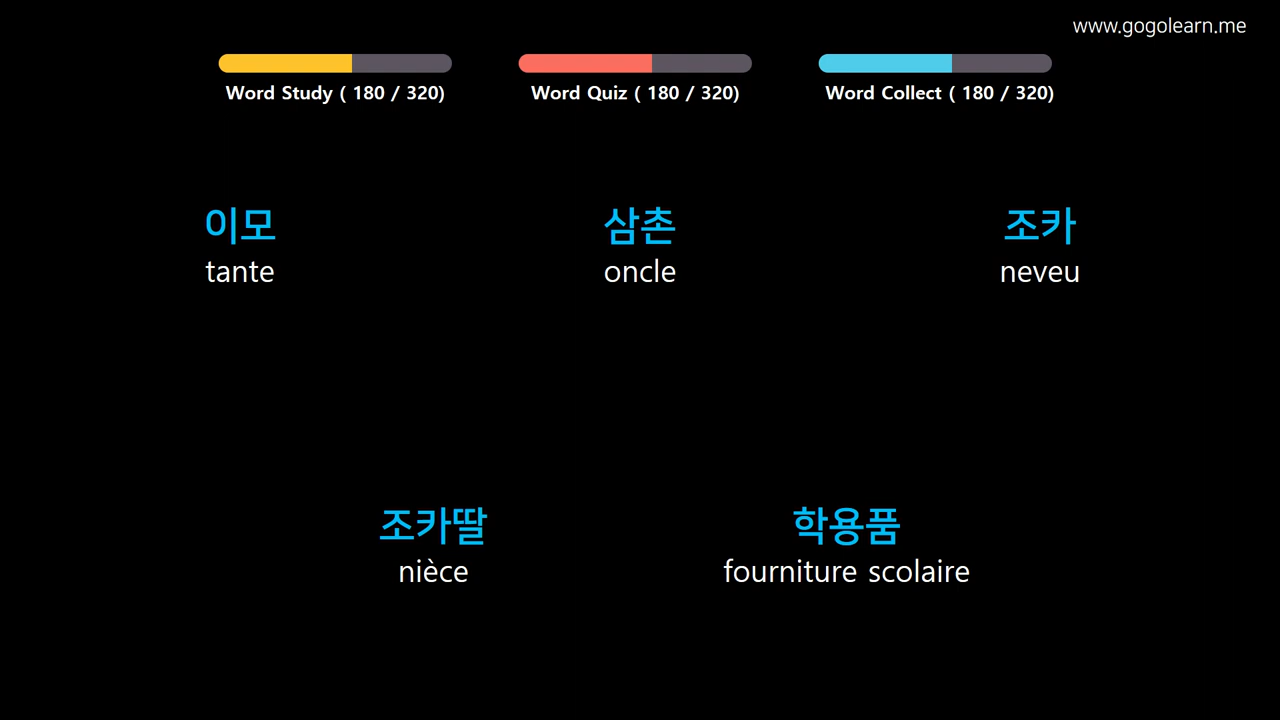 www.gogolearn.me
Word Study ( 180 / 320)
Word Quiz ( 180 / 320)
Word Collect ( 180 / 320)
이모
tante
삼촌
oncle
조카
neveu
조카딸
nièce
학용품
fourniture scolaire